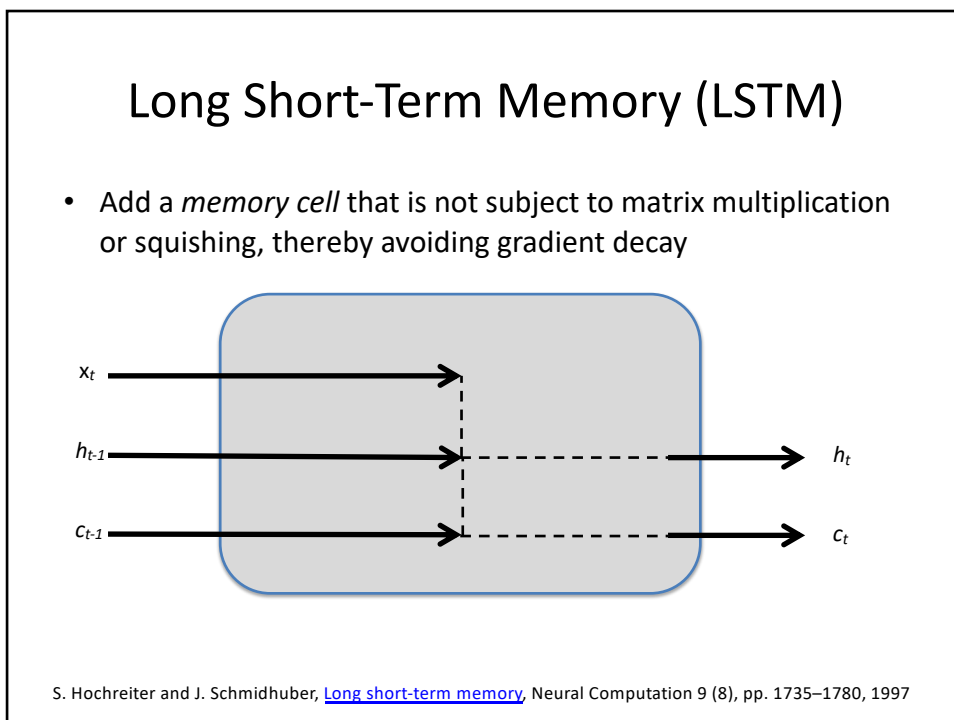 Long Short-Term Memory (LSTM)
• Add a memory cell that is not subject to matrix multiplication
or squishing, thereby avoiding gradient decay
xt
ht-1
ht
ct-1
ct
S. Hochreiter and J. Schmidhuber, Long short-term memory, Neural Computation 9 (8), pp. 1735–1780, 1997